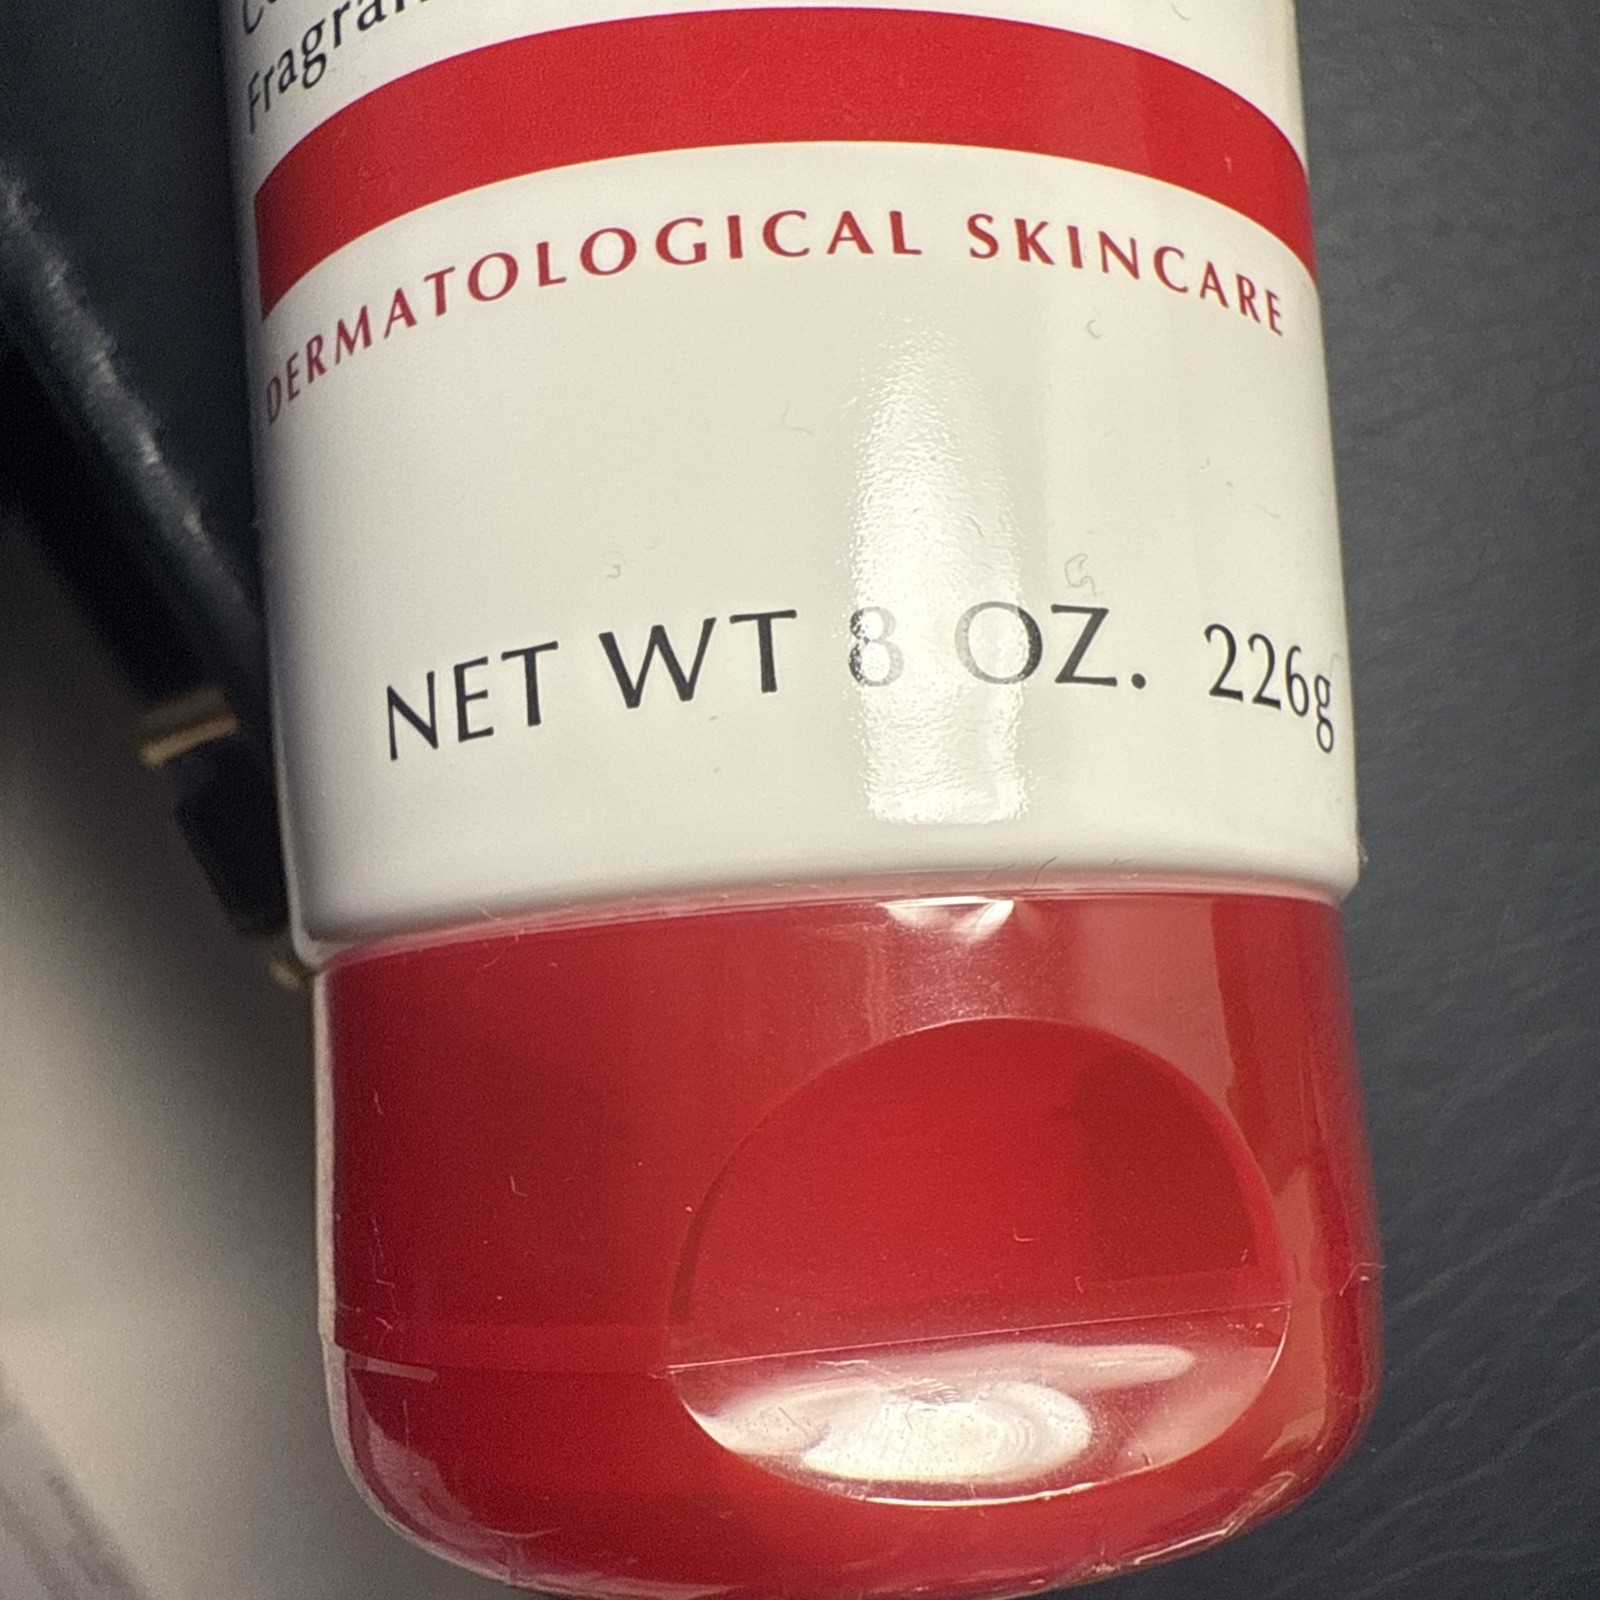 DERMATOLOGICAL SKINCARE
NET WT 8 OZ. 226g